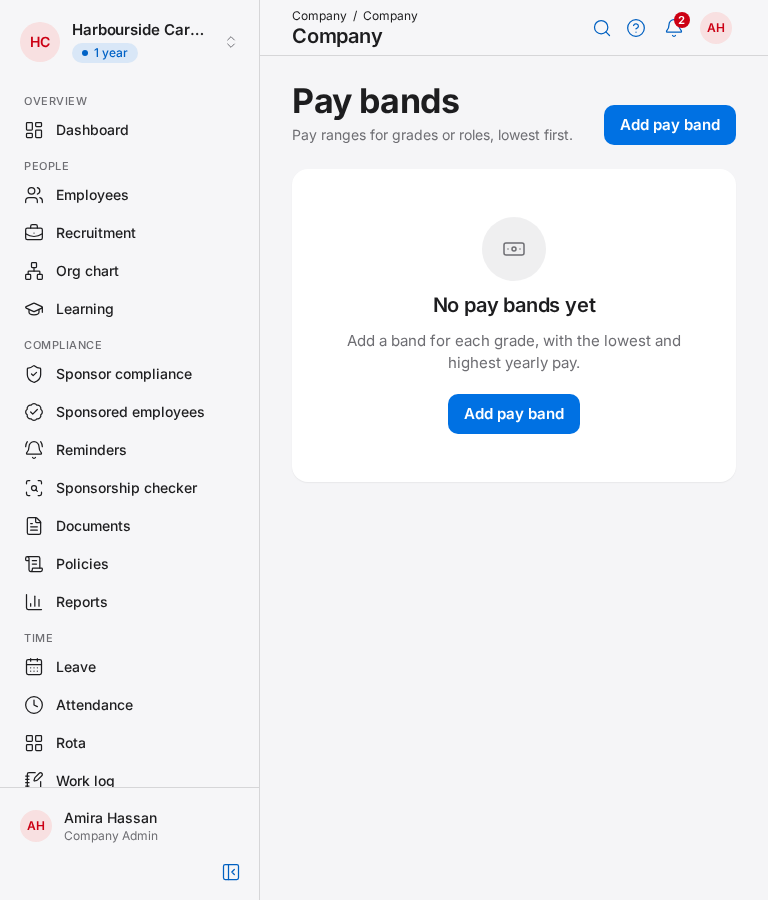 HC
Harbourside Car...
1 year
OVERVIEW
Dashboard
PEOPLE
Employees
Recruitment
Org chart
Learning
COMPLIANCE
Sponsor compliance
Sponsored employees
Reminders
Sponsorship checker
Documents
Policies
Reports
TIME
Leave
Attendance
Rota
Work log
AH
Amira Hassan
Company Admin
Company / Company
Company
2
AH
Pay bands
Pay ranges for grades or roles, lowest first.
Add pay band
No pay bands yet
Add a band for each grade, with the lowest and
highest yearly pay.
Add pay band